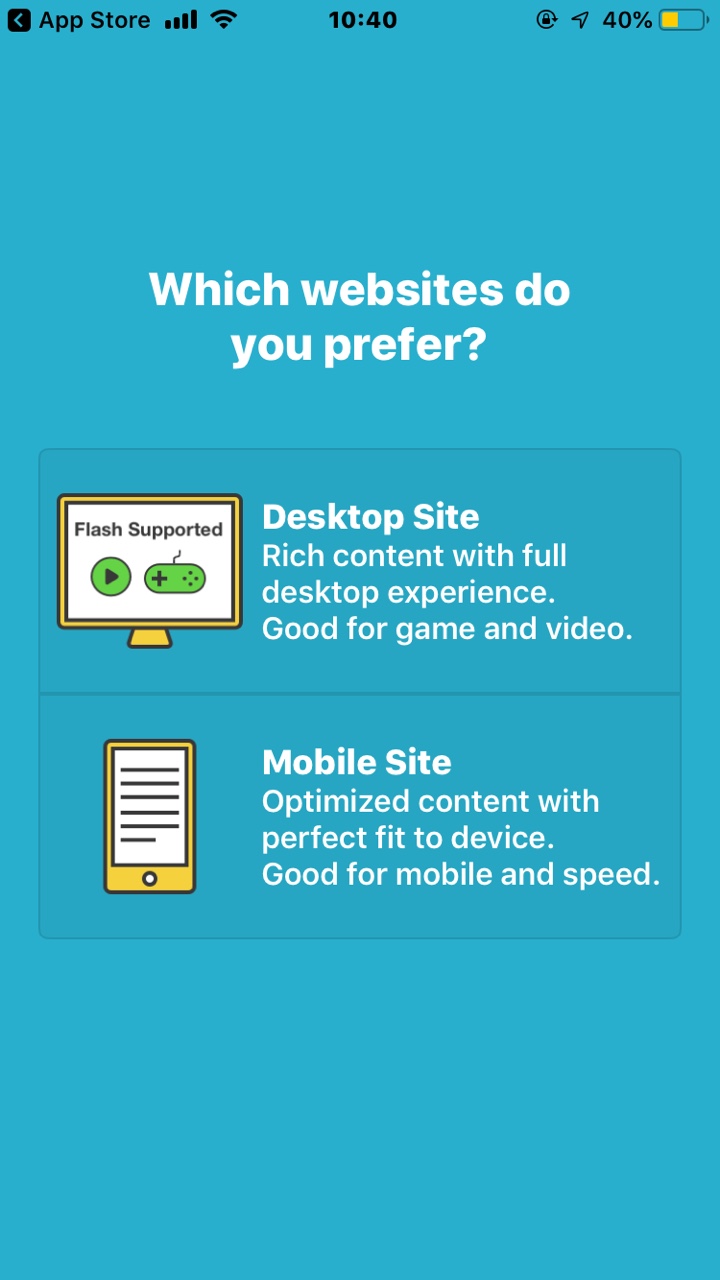 App Store
10:40
40%
Which websites do
you prefer?
Flash Supported
Desktop Site
Rich content with full
desktop experience.
Good for game and video.
Mobile Site
Optimized content with
perfect fit to device.
Good for mobile and speed.